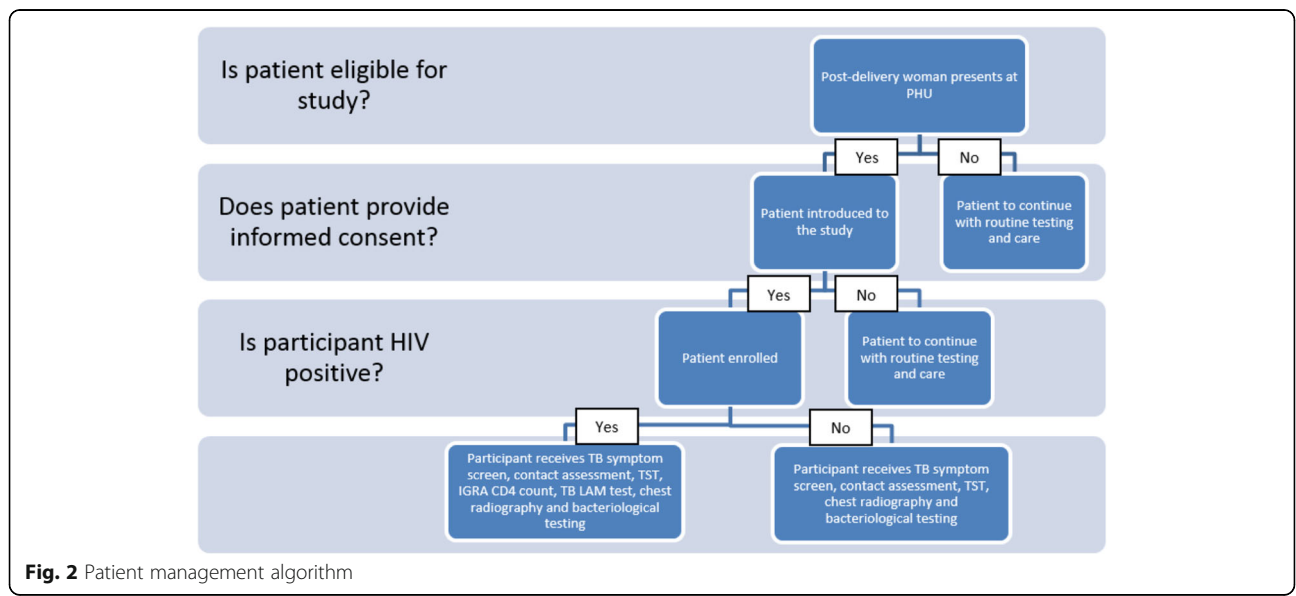 Is patient eligible for
study?
Post-delivery woman presents at
PHU
Yes
No
Does patient provide
informed consent?
Patient introduced to
the study
Patient to continue
with routine testing
and care
Yes
No
Is participant HIV
positive?
Patient enrolled
Patient to continue
with routine testing
and care
Yes
No
Participant receives TB symptom
screen, contact assessment, TST,
IGRA CD4 count, TB LAM test, chest
radiography and bacteriological
testing
Participant receives TB symptom
screen, contact assessment, TST,
chest radiography and
bacteriological testing
Fig. 2 Patient management algorithm